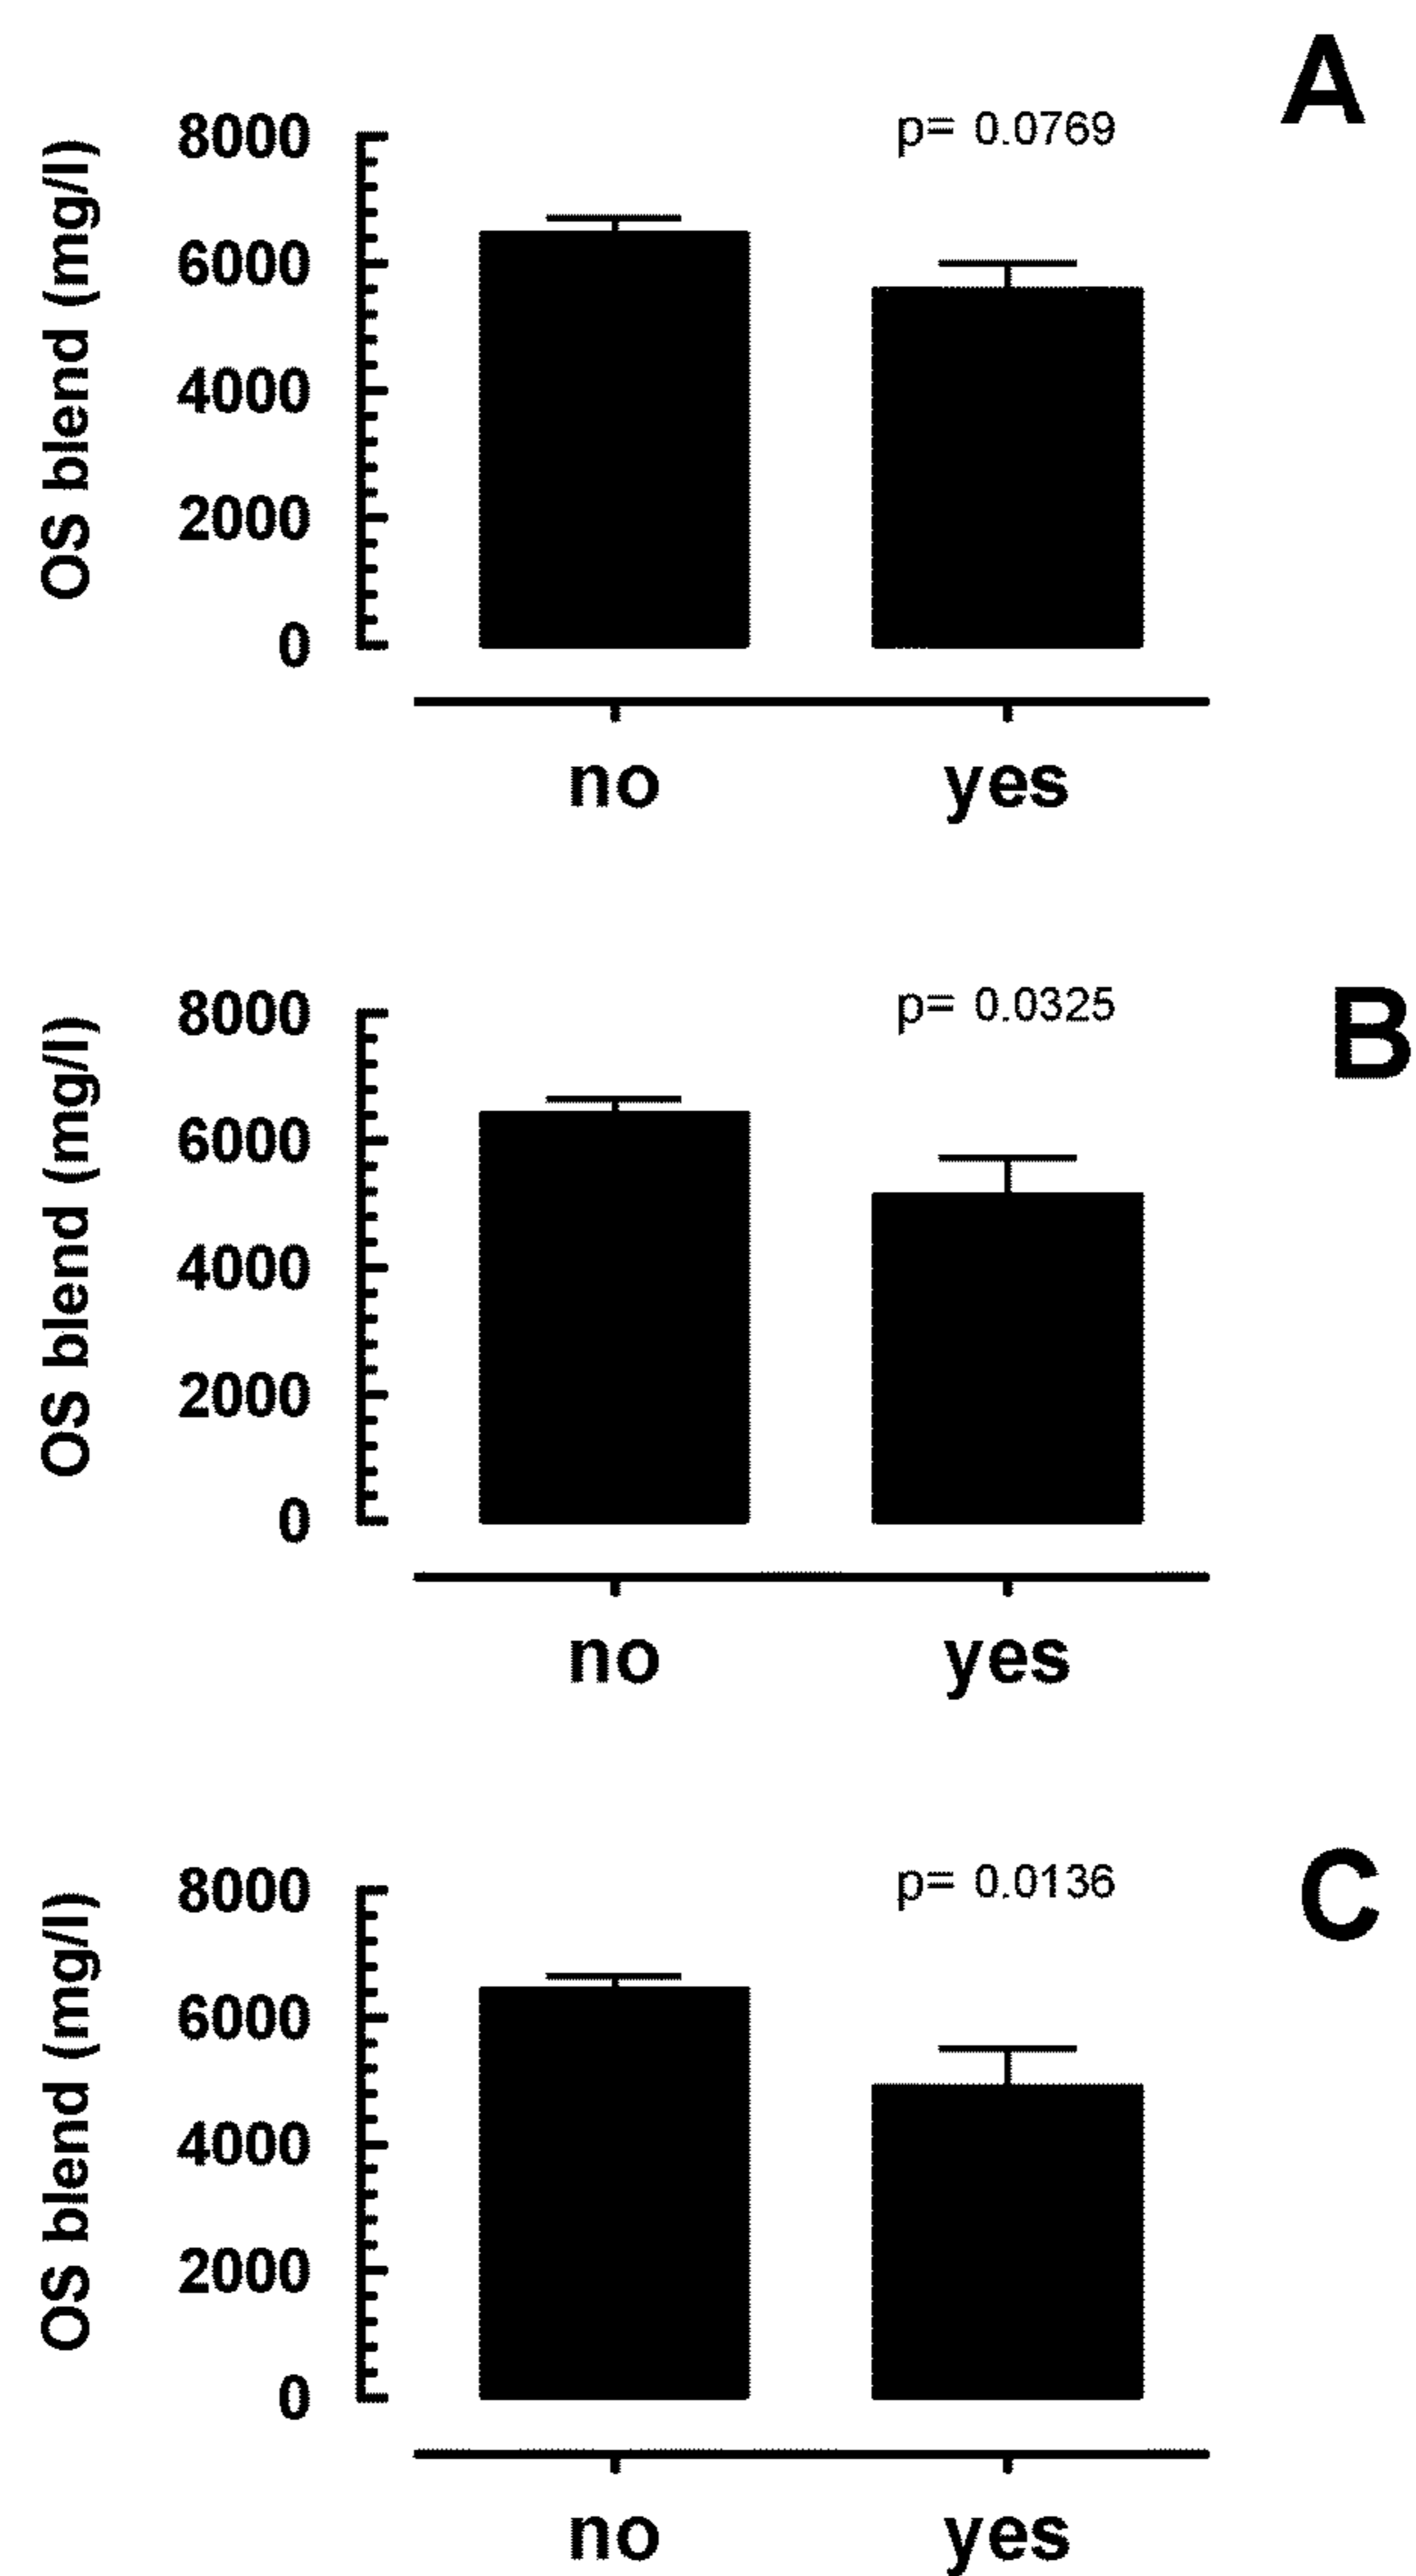 A
p= 0.0769
OS blend (mg/l)
8000
6000
4000
2000
0
no yes
B
p= 0.0325
OS blend (mg/l)
8000
6000
4000
2000
0
no yes
C
p= 0.0136
OS blend (mg/l)
8000
6000
4000
2000
0
no yes